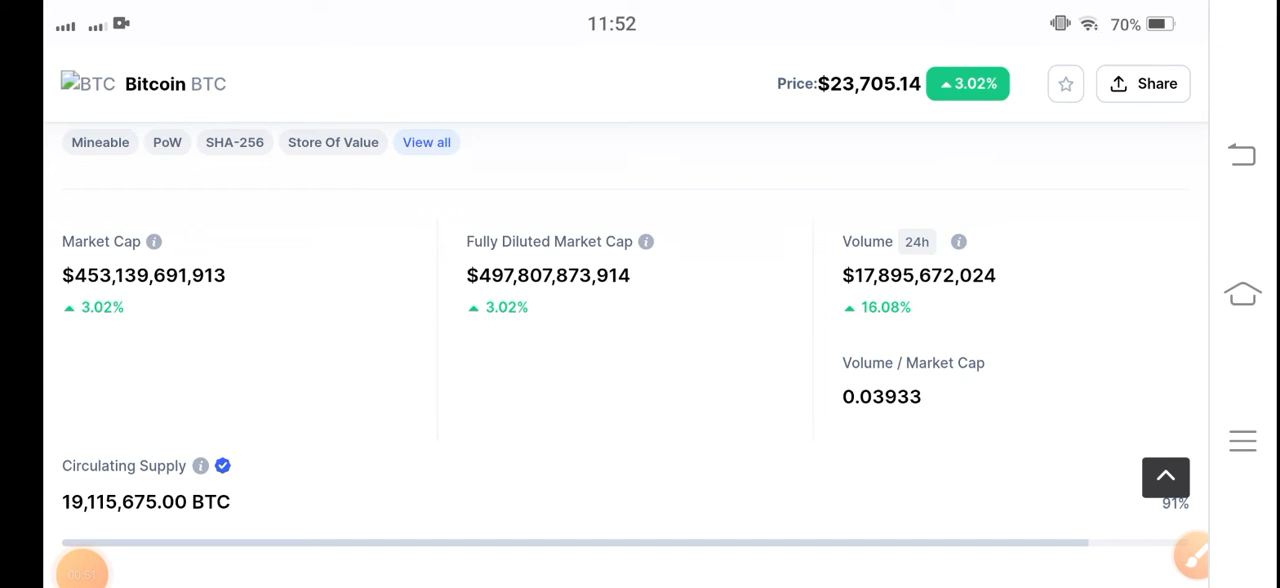 11:52
70%
BTC Bitcoin BTC
Price:$23,705.14 3.02%
Share
Mineable PoW SHA-256 Store Of Value View all
Market Cap
$453,139,691,913
3.02%
Fully Diluted Market Cap
$497,807,873,914
3.02%
Volume 24h
$17,895,672,024
16.08%
Volume / Market Cap
0.03933
Circulating Supply
19,115,675.00 BTC
91%
00:51